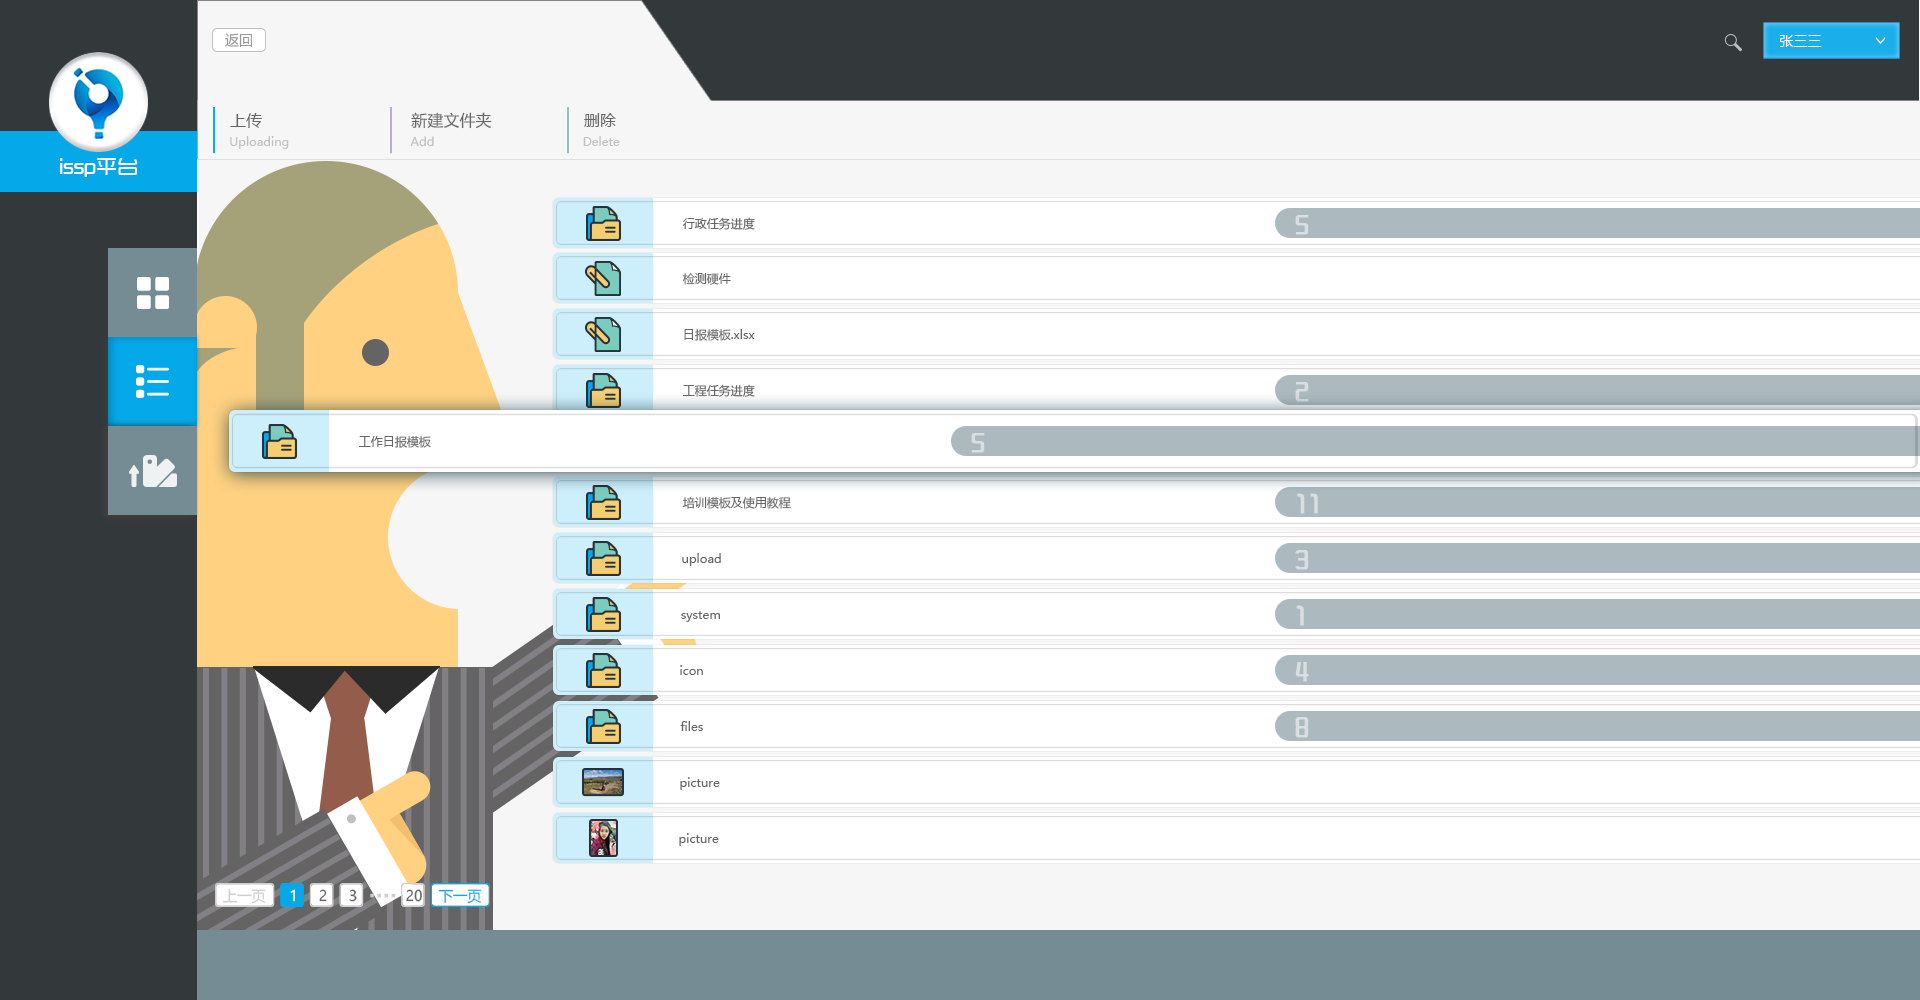 返回
张三三
issp平台
上传
Uploading
新建文件夹
Add
删除
Delete
行政任务进度
5
检测硬件
日报模板.xlsx
工程任务进度
2
工作日报模板
5
培训模板及使用教程
11
upload
3
system
1
icon
4
files
8
picture
picture
上一页 1 2 3 ···· 20 下一页